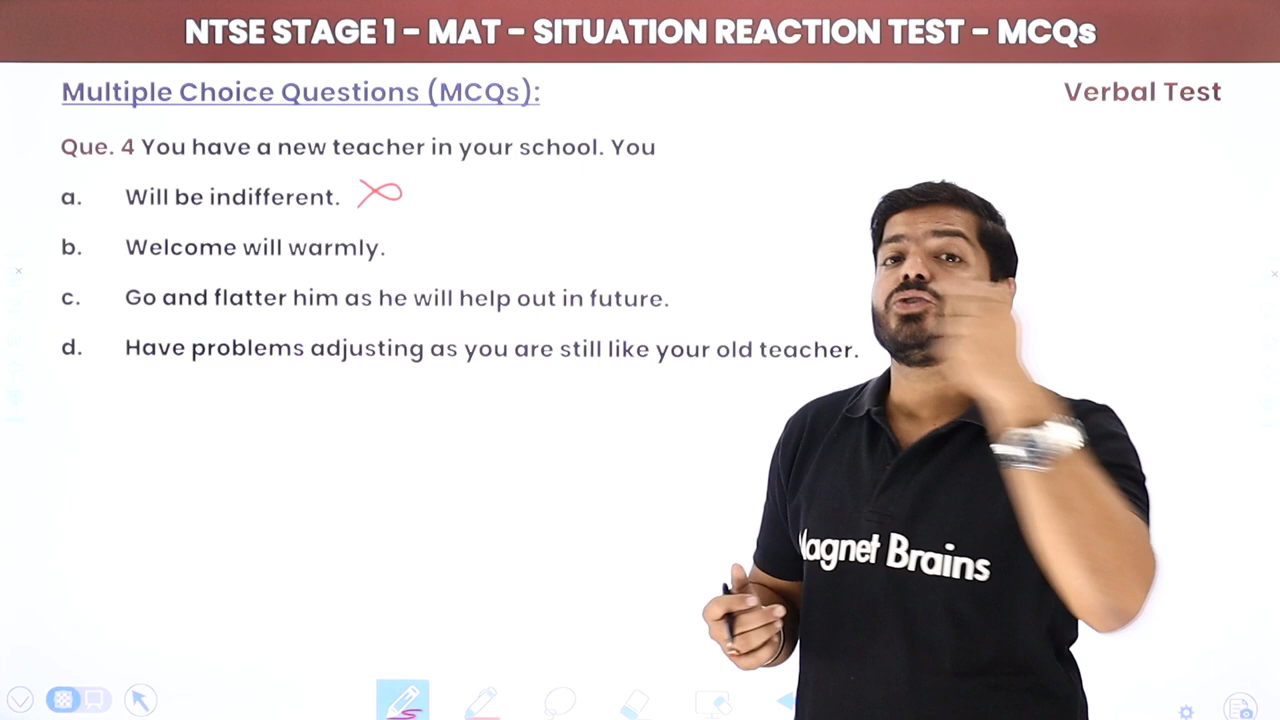 NTSE STAGE 1 – MAT – SITUATION REACTION TEST – MCQs
Multiple Choice Questions (MCQs):
Verbal Test
Que. 4 You have a new teacher in your school. You
a. Will be indifferent.
b. Welcome will warmly.
c. Go and flatter him as he will help out in future.
d. Have problems adjusting as you are still like your old teacher.
Magnet Brains